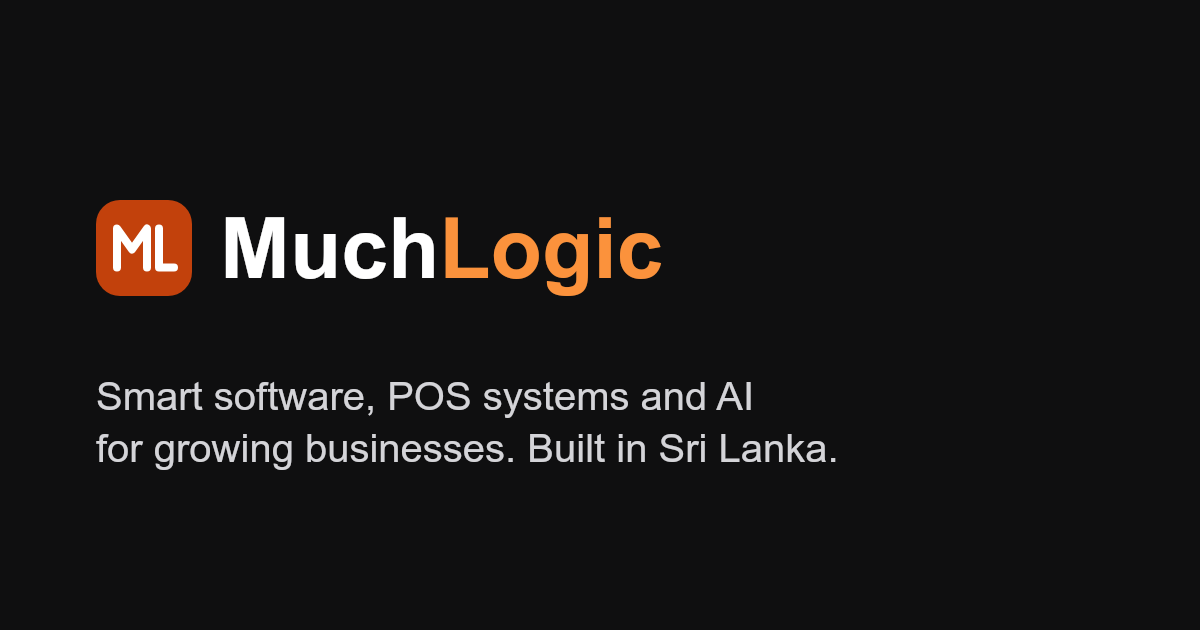 ML MuchLogic
Smart software, POS systems and AI
for growing businesses. Built in Sri Lanka.